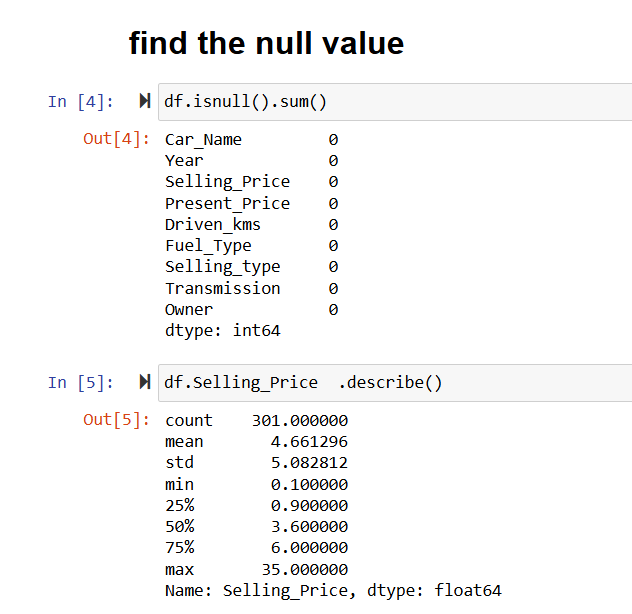 find the null value
In [4]: df.isnull().sum()
Out[4]: Car_Name         0
Year             0
Selling_Price    0
Present_Price    0
Driven_kms       0
Fuel_Type        0
Selling_type     0
Transmission     0
Owner            0
dtype: int64
In [5]: df.Selling_Price  .describe()
Out[5]: count    301.000000
mean       4.661296
std        5.082812
min        0.100000
25%        0.900000
50%        3.600000
75%        6.000000
max       35.000000
Name: Selling_Price, dtype: float64